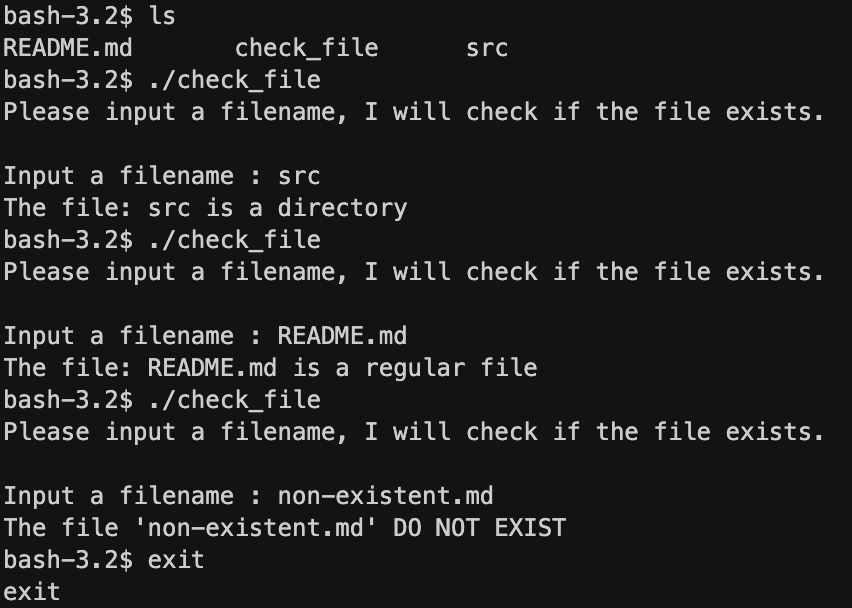 bash-3.2$ ls
README.md       check_file      src
bash-3.2$ ./check_file
Please input a filename, I will check if the file exists.

Input a filename : src
The file: src is a directory
bash-3.2$ ./check_file
Please input a filename, I will check if the file exists.

Input a filename : README.md
The file: README.md is a regular file
bash-3.2$ ./check_file
Please input a filename, I will check if the file exists.

Input a filename : non-existent.md
The file 'non-existent.md' DO NOT EXIST
bash-3.2$ exit
exit